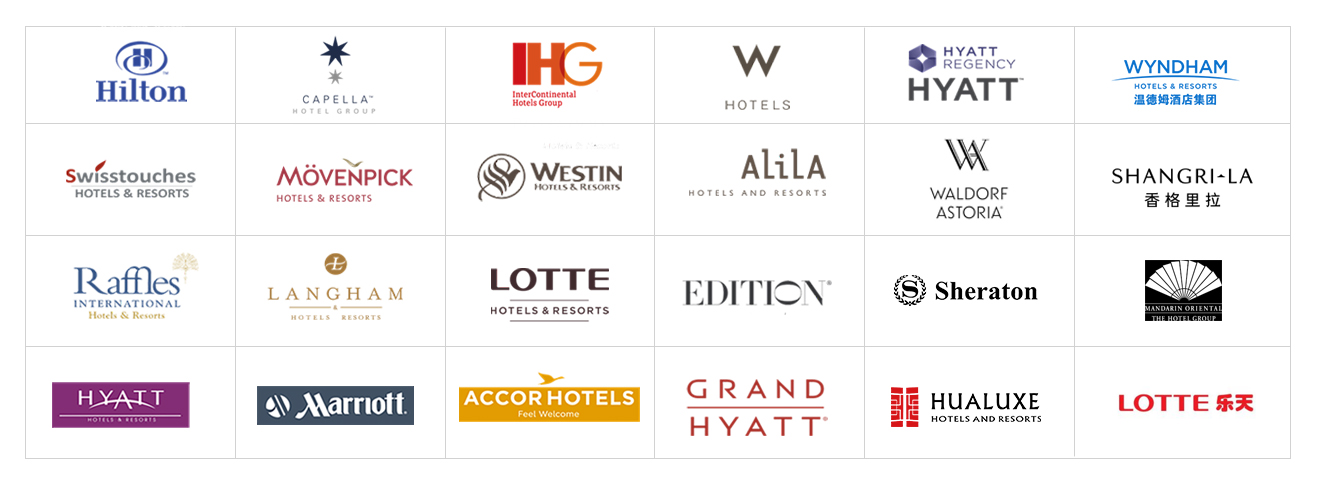 Hilton
CAPELLA™
HOTEL GROUP
IHG
InterContinental
Hotels Group
W
HOTELS
HYATT
REGENCY
HYATT™
WYNDHAM
HOTELS & RESORTS
温德姆酒店集团
Swisstouches
HOTELS & RESORTS
MÖVENPICK
HOTELS & RESORTS
WESTIN
HOTELS & RESORTS
AlilA
HOTELS AND RESORTS
WALDORF
ASTORIA®
SHANGRI-LA
香格里拉
Raffles
INTERNATIONAL
Hotels & Resorts
L
LANGHAM
&
HOTELS RESORTS
LOTTE
HOTELS & RESORTS
EDITION®
S
Sheraton
MANDARIN ORIENTAL
THE HOTEL GROUP
HYATT
HOTELS & RESORTS
Marriott®
ACCOR HOTELS
Feel Welcome
GRAND
HYATT®
HUALUXE
HOTELS AND RESORTS
LOTTE 乐天